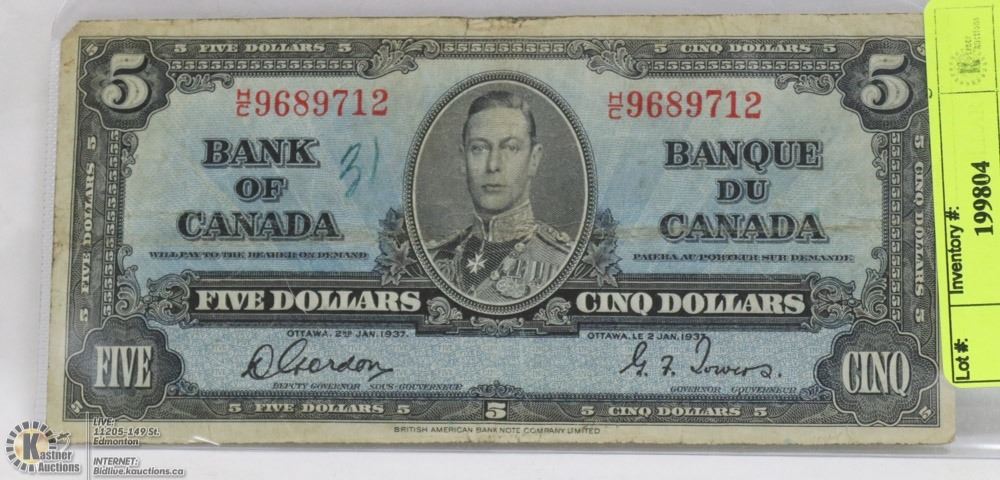 5 FIVE DOLLARS 5
5 CINQ DOLLARS 5
5
5
H/C 9689712
H/C 9689712
BANK
OF
CANADA
31
BANQUE
DU
CANADA
WILL PAY TO THE BEARER ON DEMAND
PAIERA AU PORTEUR SUR DEMANDE
FIVE DOLLARS
CINQ DOLLARS
FIVE DOLLARS
CINQ DOLLARS
OTTAWA, 2ND JAN. 1937.
OTTAWA, LE 2 JAN. 1937
D Gordon
G. F. Towers.
DEPUTY GOVERNOR SOUS-GOUVERNEUR
GOVERNOR GOUVERNEUR
FIVE
CINQ
5 FIVE DOLLARS 5
5
5 CINQ DOLLARS 5
BRITISH AMERICAN BANK NOTE COMPANY LIMITED
Lot #:
Inventory #:
199804
Kastner
Auctions
LIVE:
11205-149 St.
Edmonton
INTERNET:
Bidlive.kauctions.ca